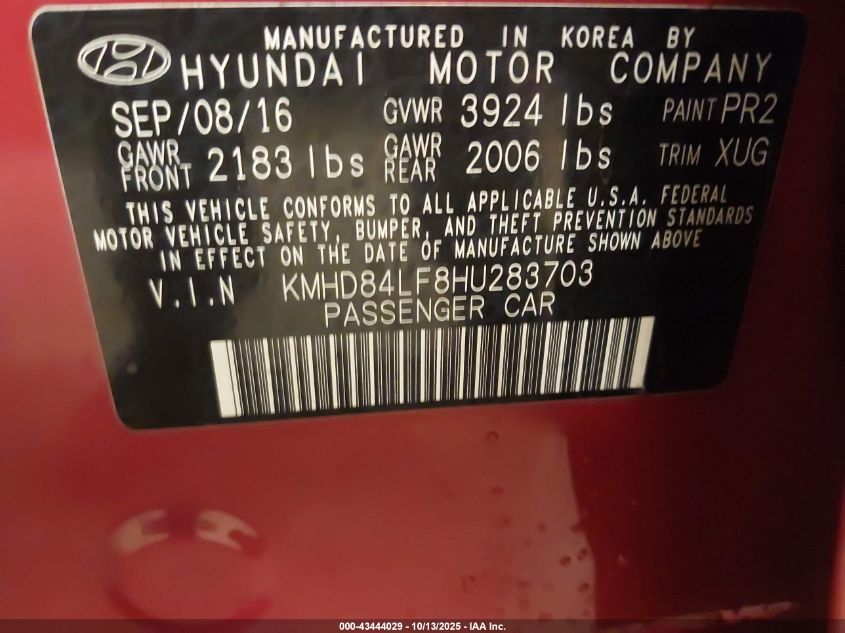 MANUFACTURED IN KOREA BY
HYUNDAI MOTOR COMPANY
SEP/08/16 GVWR 3924 lbs PAINT PR2
GAWR FRONT 2183 lbs GAWR REAR 2006 lbs TRIM XUG
THIS VEHICLE CONFORMS TO ALL APPLICABLE U.S.A. FEDERAL
MOTOR VEHICLE SAFETY, BUMPER, AND THEFT PREVENTION STANDARDS
IN EFFECT ON THE DATE OF MANUFACTURE SHOWN ABOVE
V.I.N KMHD84LF8HU283703
PASSENGER CAR
000-43444029 - 10/13/2025 - IAA Inc.